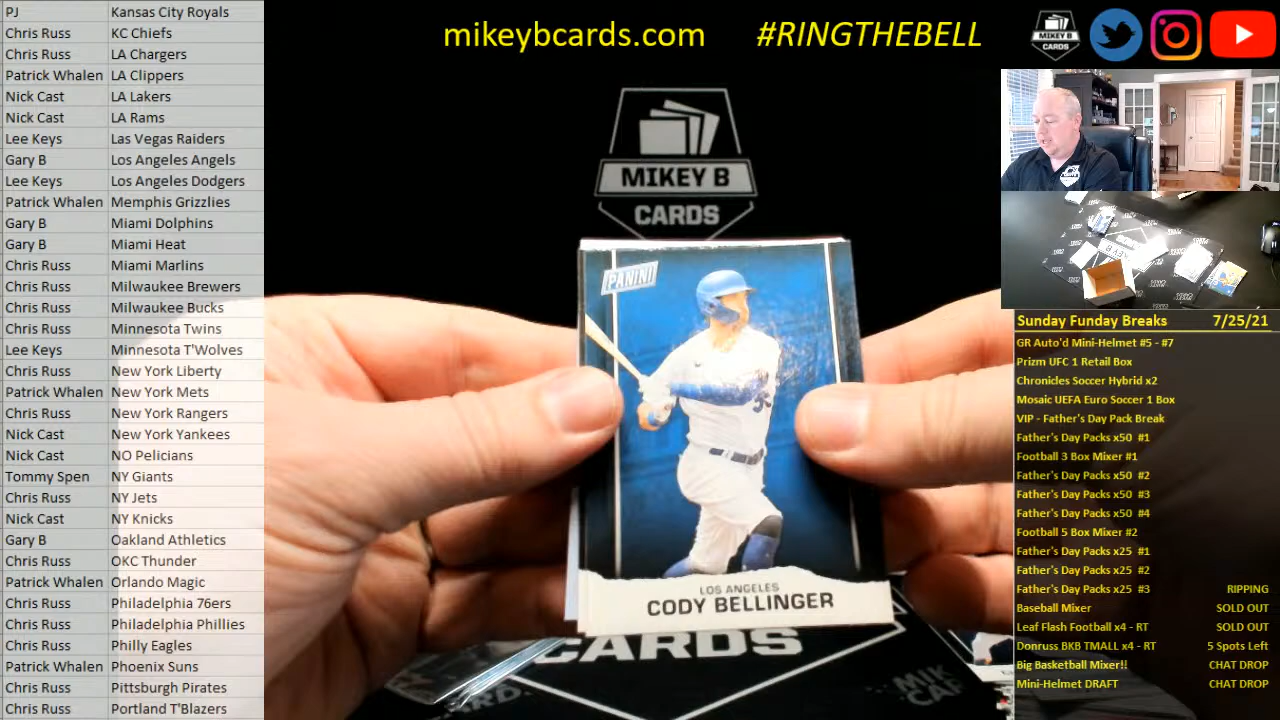 PJ Kansas City Royals
Chris Russ KC Chiefs
Chris Russ LA Chargers
Patrick Whalen LA Clippers
Nick Cast LA Lakers
Nick Cast LA Rams
Lee Keys Las Vegas Raiders
Gary B Los Angeles Angels
Lee Keys Los Angeles Dodgers
Patrick Whalen Memphis Grizzlies
Gary B Miami Dolphins
Gary B Miami Heat
Chris Russ Miami Marlins
Chris Russ Milwaukee Brewers
Chris Russ Milwaukee Bucks
Chris Russ Minnesota Twins
Lee Keys Minnesota T'Wolves
Chris Russ New York Liberty
Patrick Whalen New York Mets
Chris Russ New York Rangers
Nick Cast New York Yankees
Nick Cast NO Pelicans
Tommy Spen NY Giants
Chris Russ NY Jets
Nick Cast NY Knicks
Gary B Oakland Athletics
Chris Russ OKC Thunder
Patrick Whalen Orlando Magic
Chris Russ Philadelphia 76ers
Chris Russ Philadelphia Phillies
Chris Russ Philly Eagles
Patrick Whalen Phoenix Suns
Chris Russ Pittsburgh Pirates
Chris Russ Portland T'Blazers
mikeybcards.com #RINGTHEBELL
MIKEY B
CARDS
MIKEY B
CARDS
PANINI
LOS ANGELES
CODY BELLINGER
CARDS
Sunday Funday Breaks 7/25/21
GR Auto'd Mini-Helmet #5 - #7
Prizm UFC 1 Retail Box
Chronicles Soccer Hybrid x2
Mosaic UEFA Euro Soccer 1 Box
VIP - Father's Day Pack Break
Father's Day Packs x50 #1
Football 3 Box Mixer #1
Father's Day Packs x50 #2
Father's Day Packs x50 #3
Father's Day Packs x50 #4
Football 5 Box Mixer #2
Father's Day Packs x25 #1
Father's Day Packs x25 #2
Father's Day Packs x25 #3 RIPPING
Baseball Mixer SOLD OUT
Leaf Flash Football x4 - RT SOLD OUT
Donruss BKB TMALL x4 - RT 5 Spots Left
Big Basketball Mixer!! CHAT DROP
Mini-Helmet DRAFT CHAT DROP